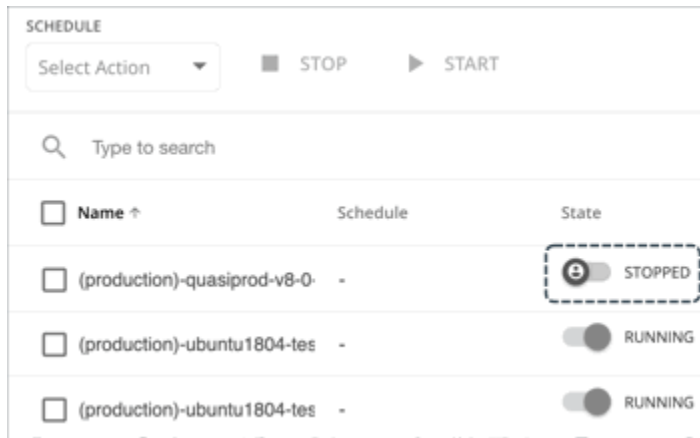 SCHEDULE
Select Action STOP START
Type to search
Name ↑ Schedule State
(production)-quasiprod-v8-0- - STOPPED
(production)-ubuntu1804-tes - RUNNING
(production)-ubuntu1804-tes - RUNNING